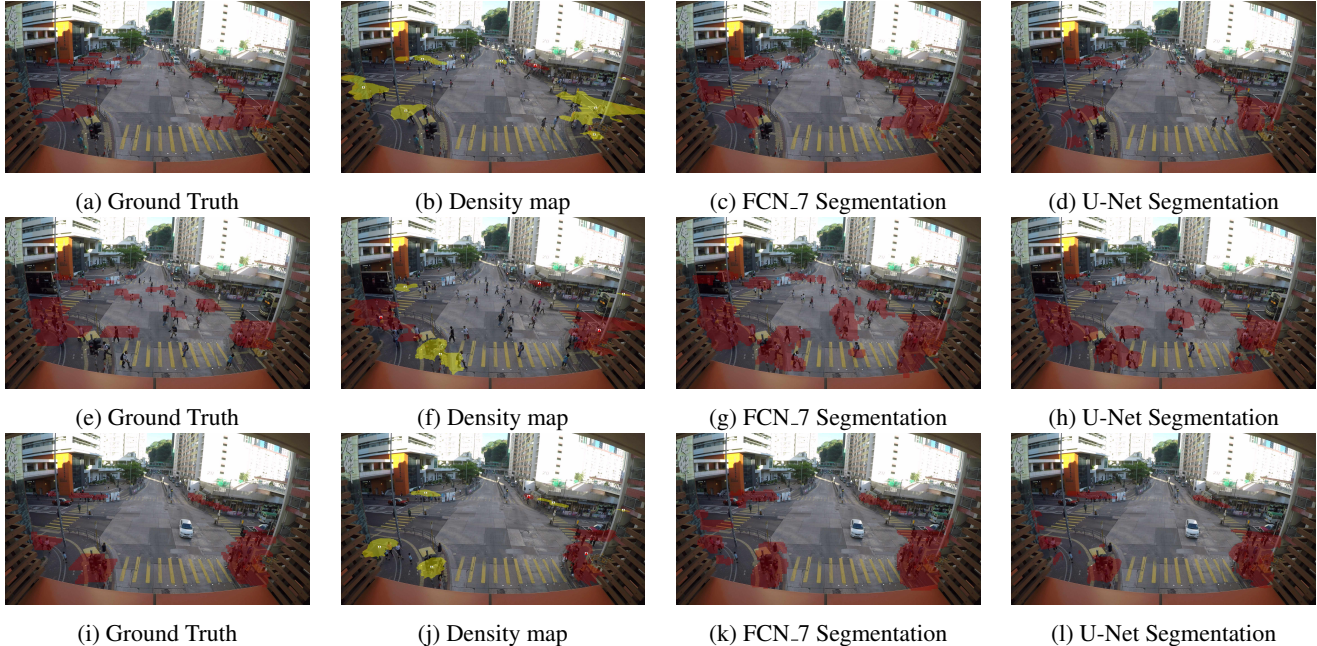 (a) Ground Truth
(b) Density map
(c) FCN_7 Segmentation
(d) U-Net Segmentation
(e) Ground Truth
(f) Density map
(g) FCN_7 Segmentation
(h) U-Net Segmentation
(i) Ground Truth
(j) Density map
(k) FCN_7 Segmentation
(l) U-Net Segmentation